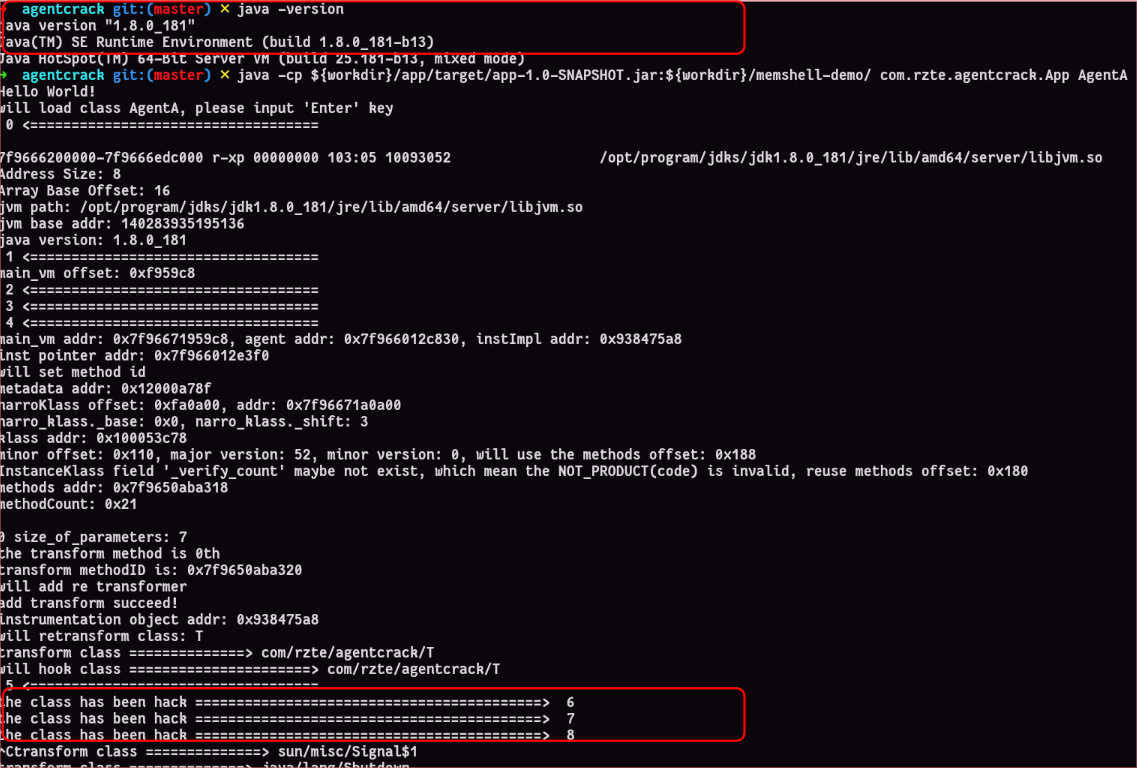 agentcrack git:(master) ✗ java -version
java version "1.8.0_181"
Java(TM) SE Runtime Environment (build 1.8.0_181-b13)
Java HotSpot(TM) 64-Bit Server VM (build 25.181-b13, mixed mode)
→ agentcrack git:(master) ✗ java -cp ${workdir}/app/target/app-1.0-SNAPSHOT.jar:${workdir}/memshell-demo/ com.rzte.agentcrack.App AgentA
Hello World!
will load class AgentA, please input 'Enter' key
0 <===================================
7f9666200000-7f9666edc000 r-xp 00000000 103:05 10093052 /opt/program/jdks/jdk1.8.0_181/jre/lib/amd64/server/libjvm.so
Address Size: 8
Array Base Offset: 16
jvm path: /opt/program/jdks/jdk1.8.0_181/jre/lib/amd64/server/libjvm.so
jvm base addr: 140283935195136
java version: 1.8.0_181
1 <===================================
main_vm offset: 0xf959c8
2 <===================================
3 <===================================
4 <===================================
main_vm addr: 0x7f96671959c8, agent addr: 0x7f966012c830, instImpl addr: 0x938475a8
inst pointer addr: 0x7f966012e3f0
will set method id
metadata addr: 0x12000a78f
narroKlass offset: 0xfa0a00, addr: 0x7f96671a0a00
narro_klass._base: 0x0, narro_klass._shift: 3
klass addr: 0x100053c78
minor offset: 0x110, major version: 52, minor version: 0, will use the methods offset: 0x188
InstanceKlass field '_verify_count' maybe not exist, which mean the NOT_PRODUCT(code) is invalid, reuse methods offset: 0x180
methods addr: 0x7f9650aba318
methodCount: 0x21
0 size_of_parameters: 7
the transform method is 0th
transform methodID is: 0x7f9650aba320
will add re transformer
add transform succeed!
instrumentation object addr: 0x938475a8
will retransform class: T
transform class ==============> com/rzte/agentcrack/T
will hook class ======================> com/rzte/agentcrack/T
5 <===================================
the class has been hack ==========================================> 6
the class has been hack ==========================================> 7
the class has been hack ==========================================> 8
^Ctransform class ==============> sun/misc/Signal$1
transform class ==============> java/lang/Shutdown